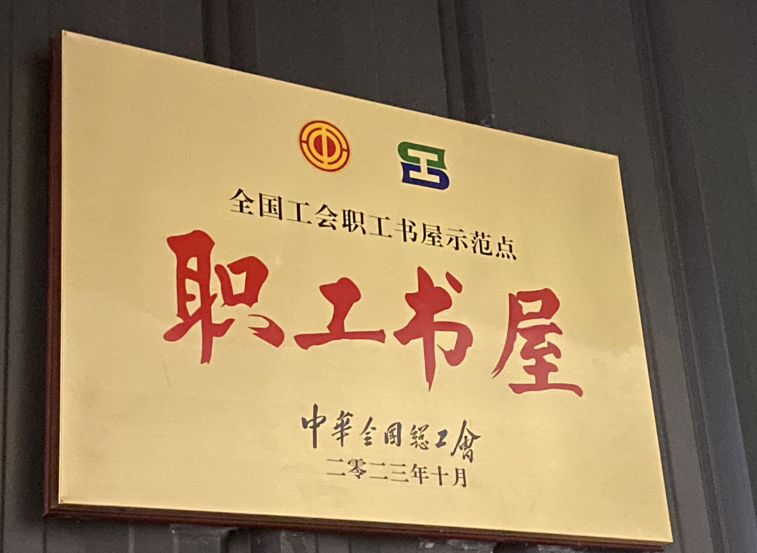 全国工会职工书屋示范点
职工书屋
中华全国总工會
二零二三年十月